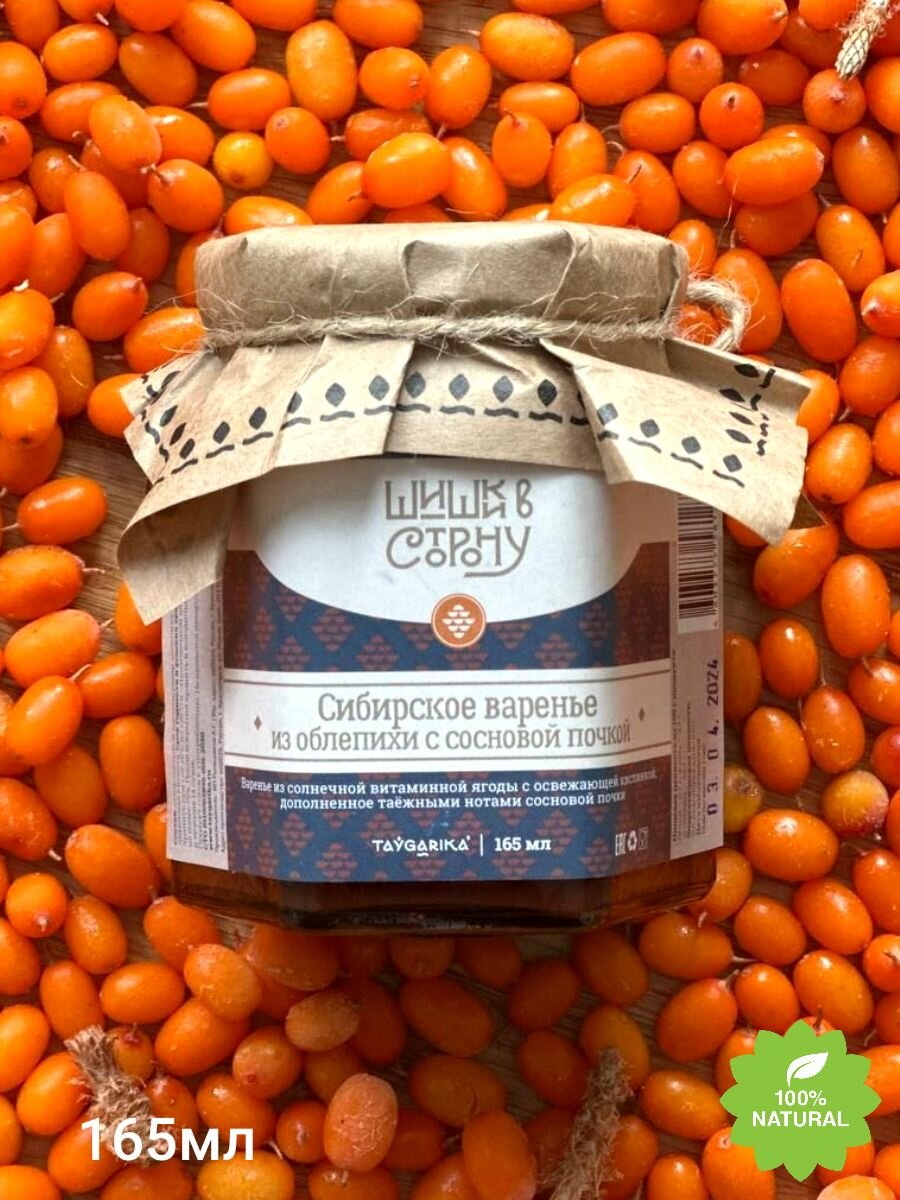 ШИШКИ В
СТОРОНУ
Сибирское варенье
из облепихи с сосновой почкой
Варенье из солнечной витаминной ягоды с освежающей кислинкой,
дополненное таёжными нотами сосновой почки
TAYGARIKA | 165 мл
EAC
03.04.2024
165мл
100%
NATURAL